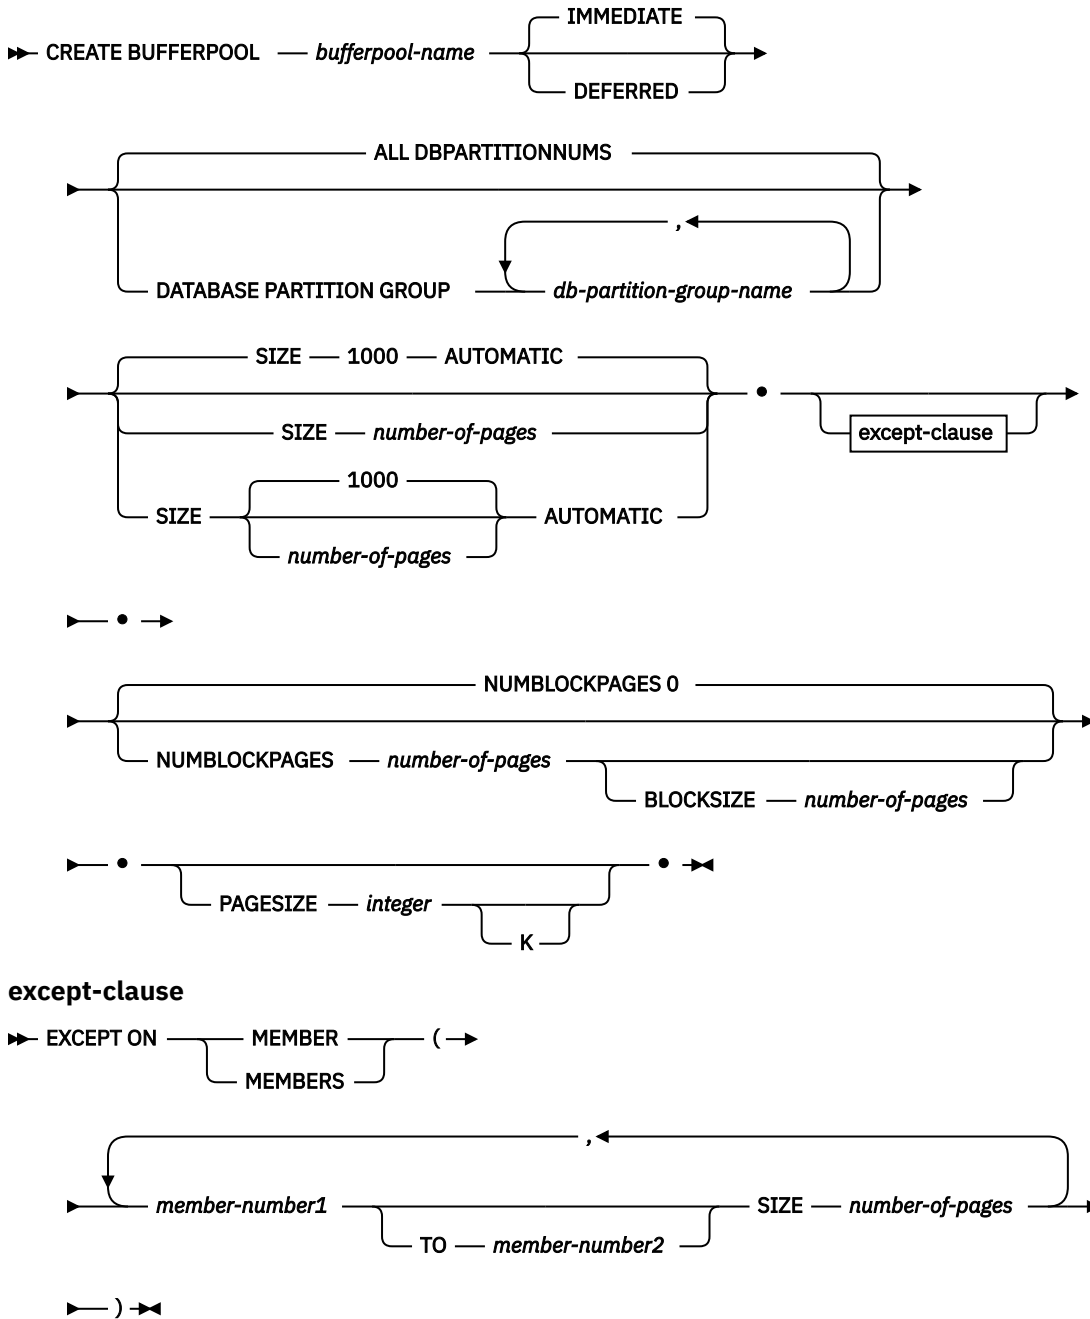 IMMEDIATE
CREATE BUFFERPOOL bufferpool-name
DEFERRED
ALL DBPARTITIONNUMS
,
DATABASE PARTITION GROUP db-partition-group-name
SIZE 1000 AUTOMATIC
•
SIZE number-of-pages except-clause
1000
SIZE AUTOMATIC
number-of-pages
•
NUMBLOCKPAGES 0
NUMBLOCKPAGES number-of-pages
BLOCKSIZE number-of-pages
• •
PAGESIZE integer
K
except-clause
EXCEPT ON MEMBER (
MEMBERS
,
member-number1 SIZE number-of-pages
TO member-number2
)